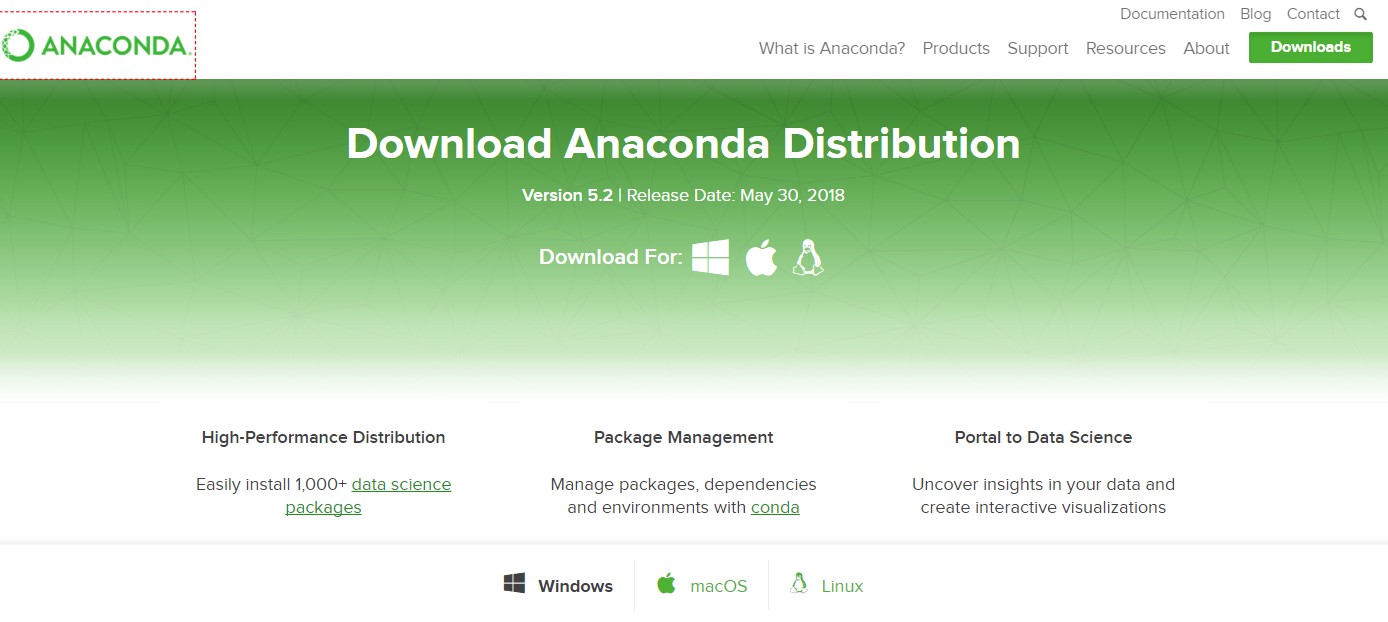 Documentation Blog Contact
ANACONDA.
What is Anaconda? Products Support Resources About Downloads
Download Anaconda Distribution
Version 5.2 | Release Date: May 30, 2018
Download For:
High-Performance Distribution
Easily install 1,000+ data science
packages
Package Management
Manage packages, dependencies
and environments with conda
Portal to Data Science
Uncover insights in your data and
create interactive visualizations
Windows macOS Linux